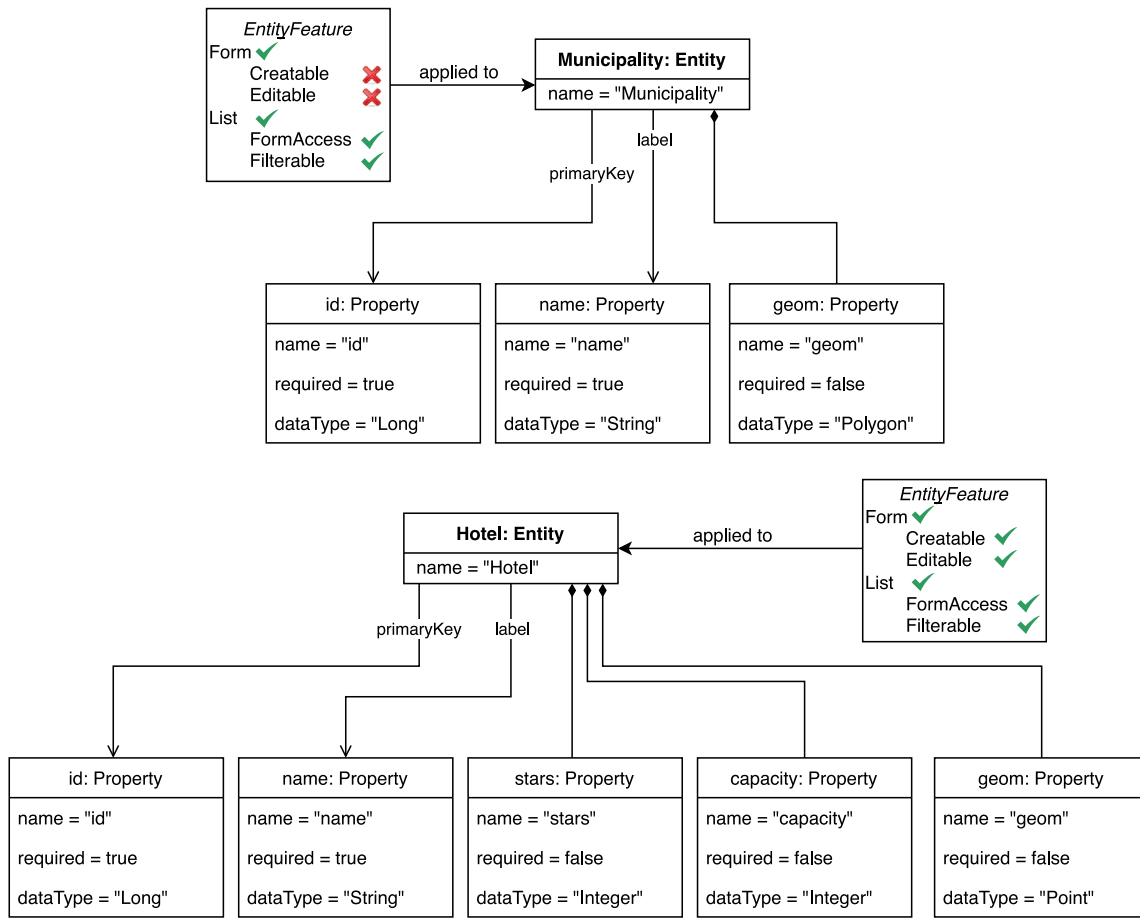 EntityFeature
Form
Creatable
Editable
List
FormAccess
Filterable
applied to
Municipality: Entity
name = "Municipality"
primaryKey
label
id: Property
name = "id"
required = true
dataType = "Long"
name: Property
name = "name"
required = true
dataType = "String"
geom: Property
name = "geom"
required = false
dataType = "Polygon"
Hotel: Entity
name = "Hotel"
applied to
EntityFeature
Form
Creatable
Editable
List
FormAccess
Filterable
primaryKey
label
id: Property
name = "id"
required = true
dataType = "Long"
name: Property
name = "name"
required = true
dataType = "String"
stars: Property
name = "stars"
required = false
dataType = "Integer"
capacity: Property
name = "capacity"
required = false
dataType = "Integer"
geom: Property
name = "geom"
required = false
dataType = "Point"